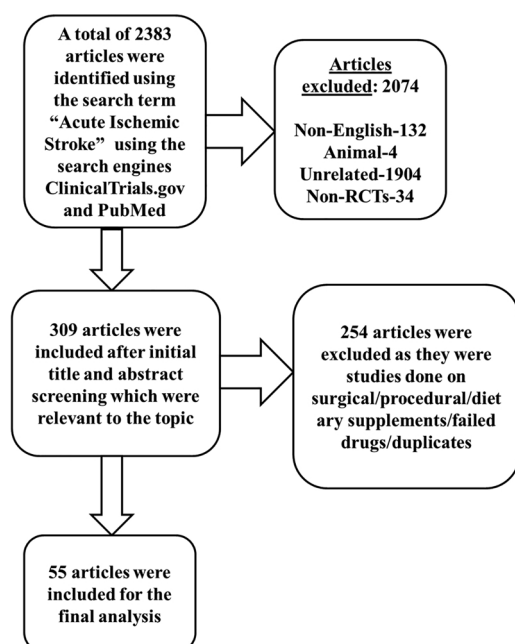 A total of 2383
articles were
identified using
the search term
“Acute Ischemic
Stroke” using
the search engines
ClinicalTrials.gov
and PubMed
Articles
excluded: 2074
Non-English-132
Animal-4
Unrelated-1904
Non-RCTs-34
309 articles were
included after initial
title and abstract
screening which were
relevant to the topic
254 articles were
excluded as they were
studies done on
surgical/procedural/diet
ary supplements/failed
drugs/duplicates
55 articles were
included for the
final analysis